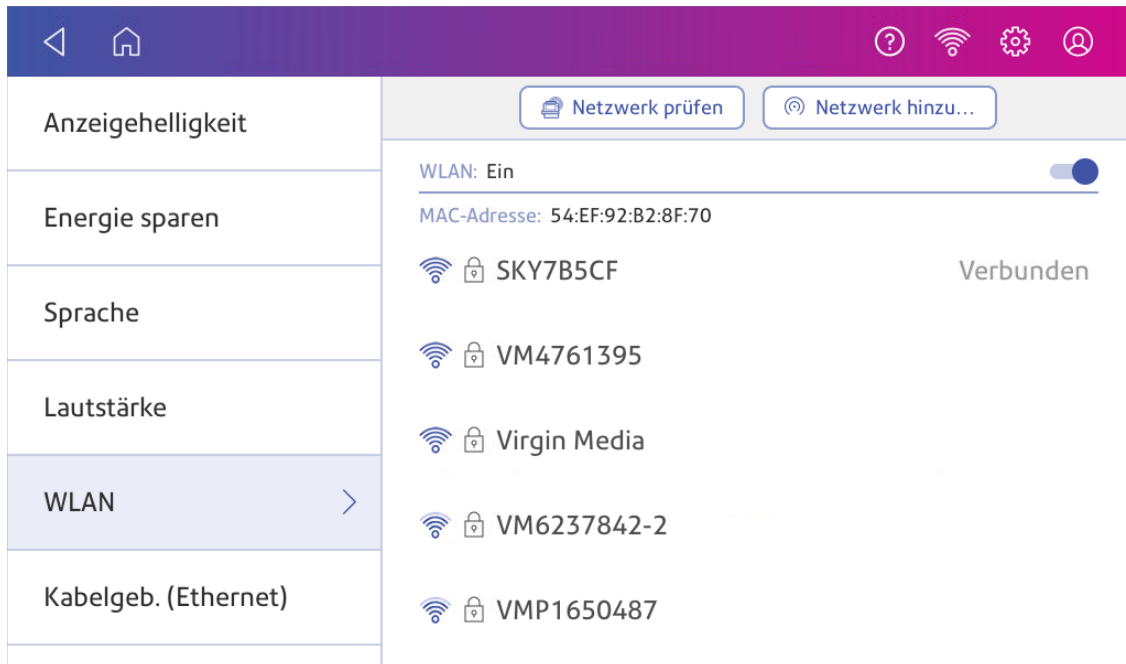 Netzwerk prüfen
Netzwerk hinzu...
Anzeigehelligkeit
Energie sparen
Sprache
Lautstärke
WLAN
Kabelgeb. (Ethernet)
WLAN: Ein
MAC-Adresse: 54:EF:92:B2:8F:70
SKY7B5CF Verbunden
VM4761395
Virgin Media
VM6237842-2
VMP1650487